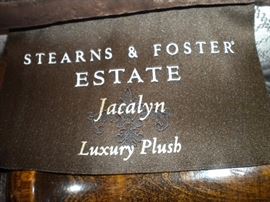 STEARNS & FOSTER®
ESTATE
Jacalyn
Luxury Plush